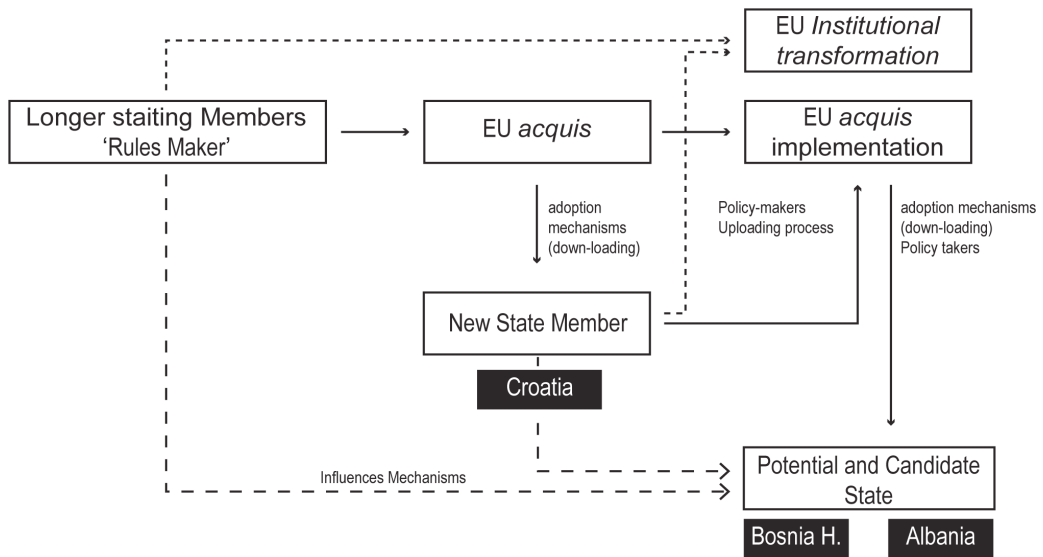 EU Institutional
transformation
Longer staiting Members
'Rules Maker'
EU acquis
EU acquis
implementation
adoption
mechanisms
(down-loading)
Policy-makers
Uploading process
adoption mechanisms
(down-loading)
Policy takers
New State Member
Croatia
Influences Mechanisms
Potential and Candidate
State
Bosnia H.
Albania